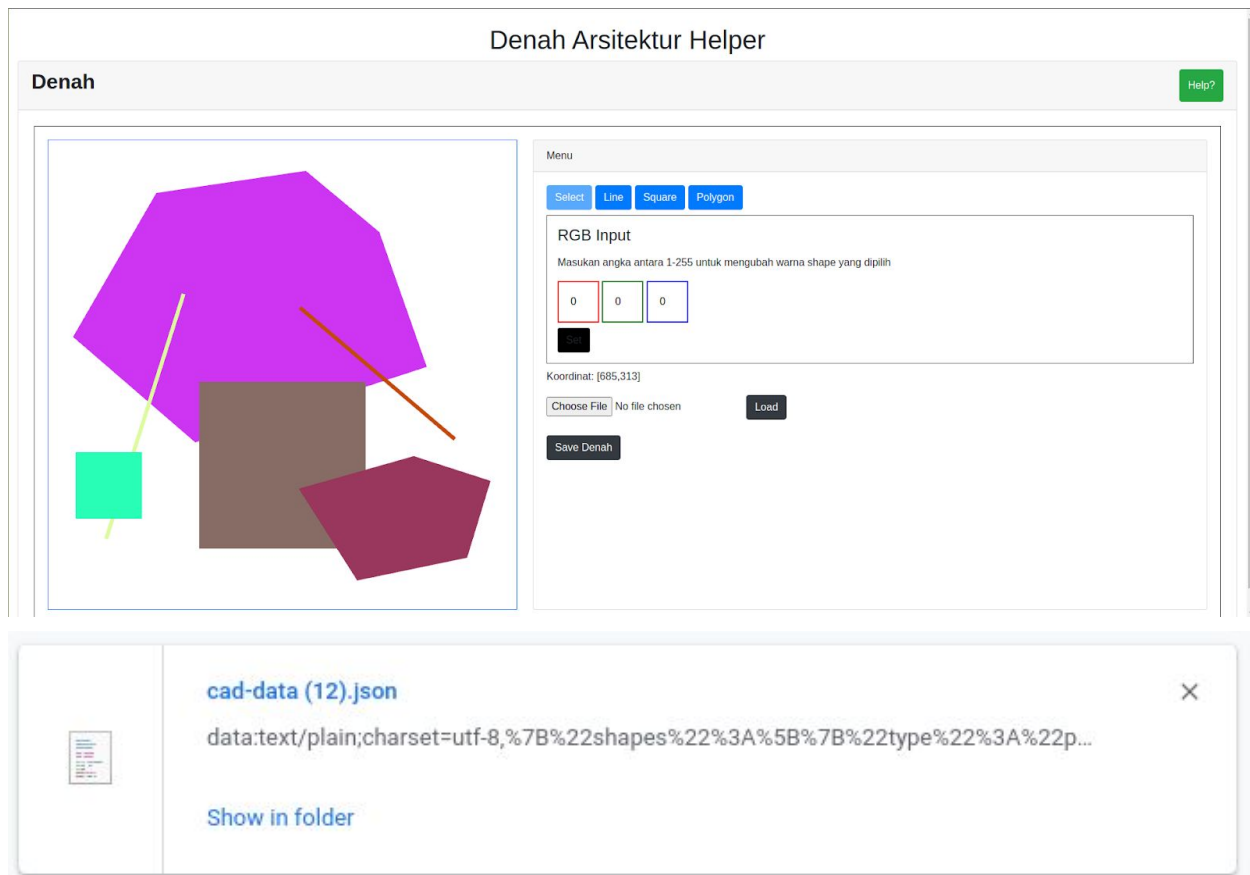 Denah Arsitektur Helper
Denah
Help?
Menu
Select Line Square Polygon
RGB Input
Masukan angka antara 1-255 untuk mengubah warna shape yang dipilih
0 0 0
Set
Koordinat: [685,313]
Choose File No file chosen Load
Save Denah
cad-data (12).json
data:text/plain;charset=utf-8,%7B%22shapes%22%3A%5B%7B%22type%22%3A%22p...
Show in folder